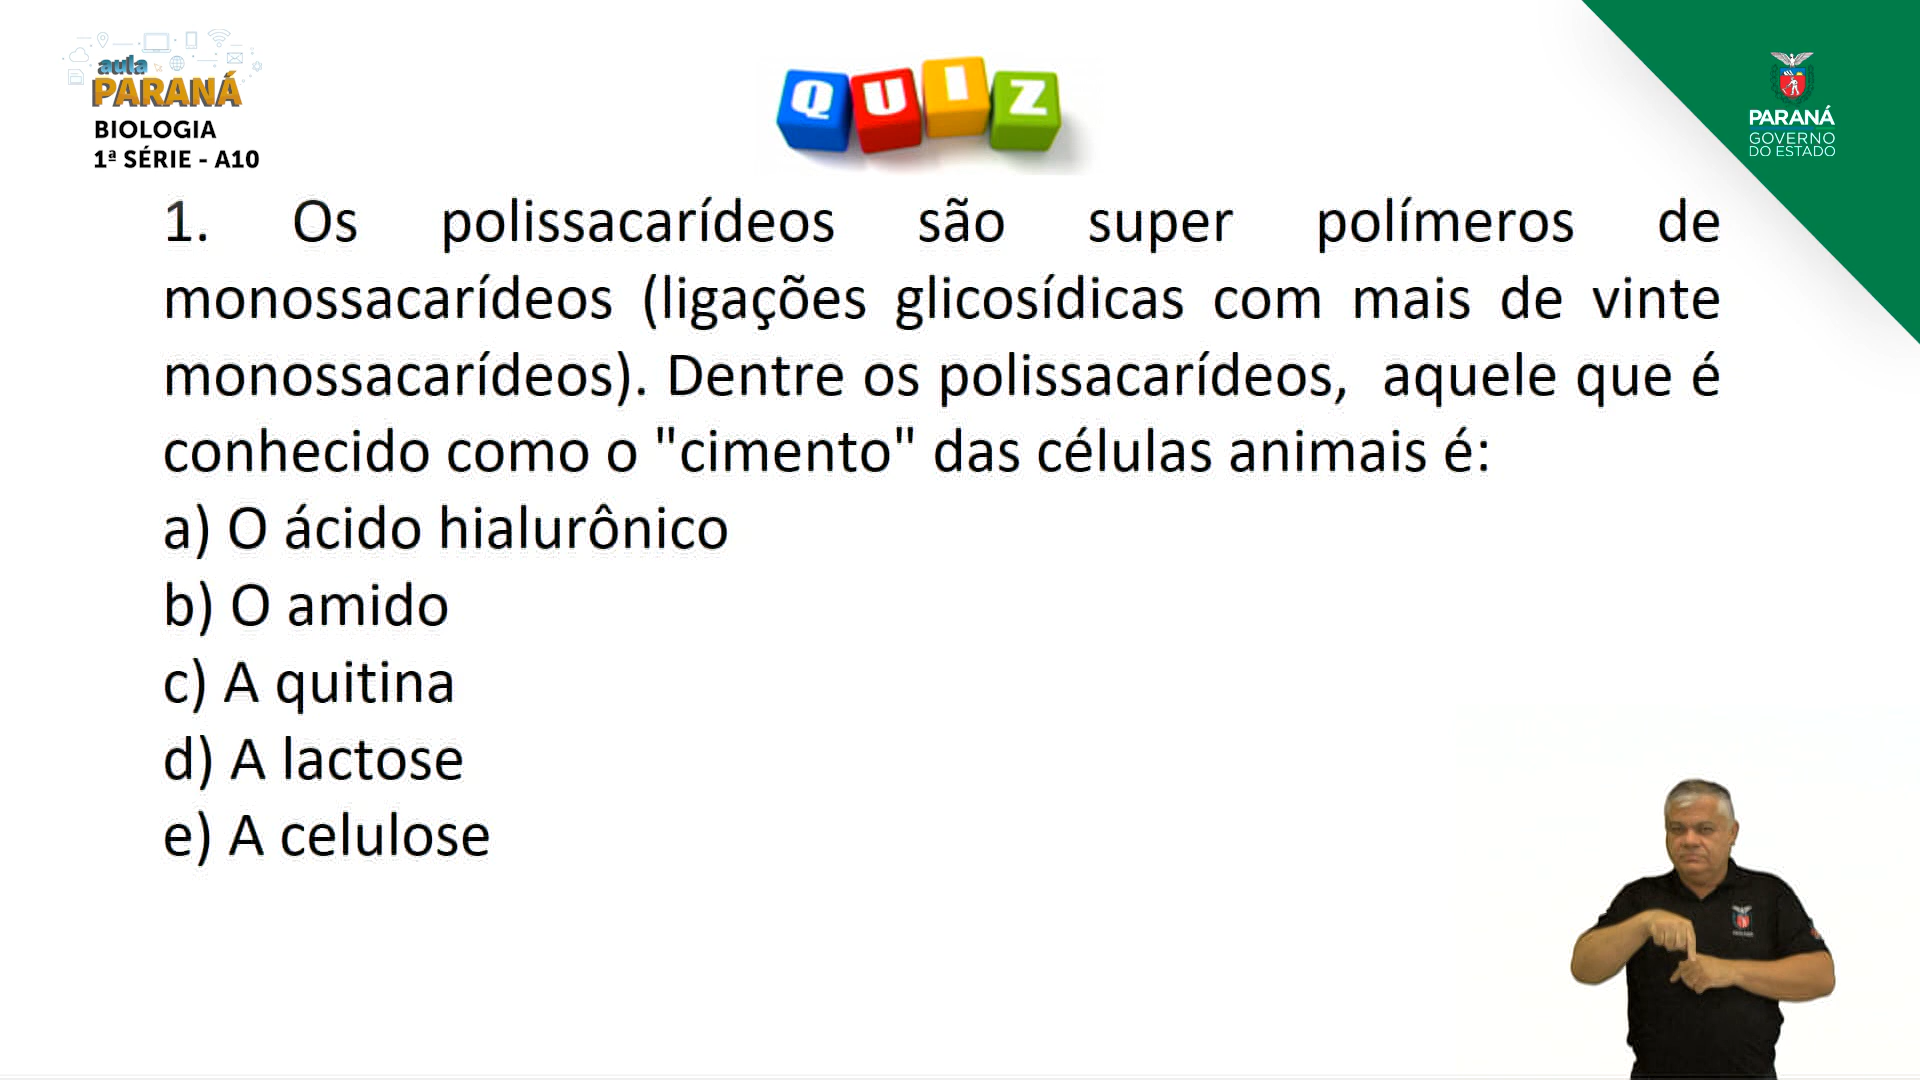 aula
PARANÁ
BIOLOGIA
1ª SÉRIE - A10
QUIZ
PARANÁ
GOVERNO
DO ESTADO
1. Os polissacarídeos são super polímeros de
monossacarídeos (ligações glicosídicas com mais de vinte
monossacarídeos). Dentre os polissacarídeos, aquele que é
conhecido como o "cimento" das células animais é:
a) O ácido hialurônico
b) O amido
c) A quitina
d) A lactose
e) A celulose